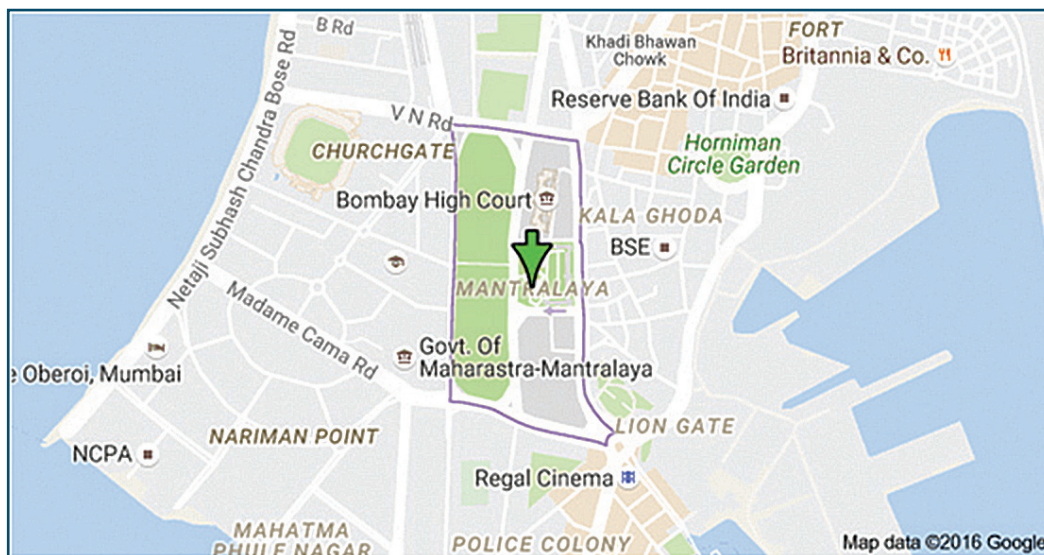 B Rd
Khadi Bhawan
Chowk
FORT
Britannia & Co.
Reserve Bank Of India
V N Rd
CHURCHGATE
Horniman
Circle Garden
Netaji Subhash Chandra Bose Rd
Bombay High Court
KALA GHODA
BSE
MANTRALAYA
Madame Cama Rd
Govt. Of
Maharastra-Mantralaya
e Oberoi, Mumbai
NARIMAN POINT
LION GATE
NCPA
Regal Cinema
MAHATMA
PHULE NAGAR
POLICE COLONY
Map data ©2016 Google